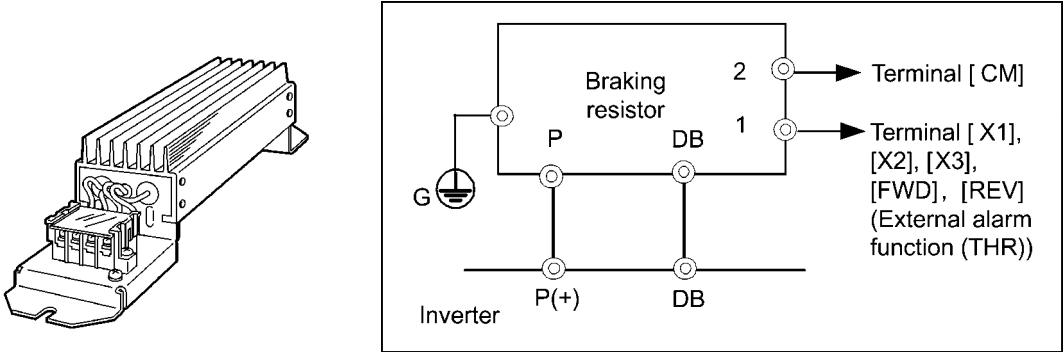 Braking
resistor
2
Terminal [ CM]
1
Terminal [ X1],
[X2], [X3],
[FWD], [REV]
(External alarm
function (THR))
P
DB
G
P(+)
DB
Inverter